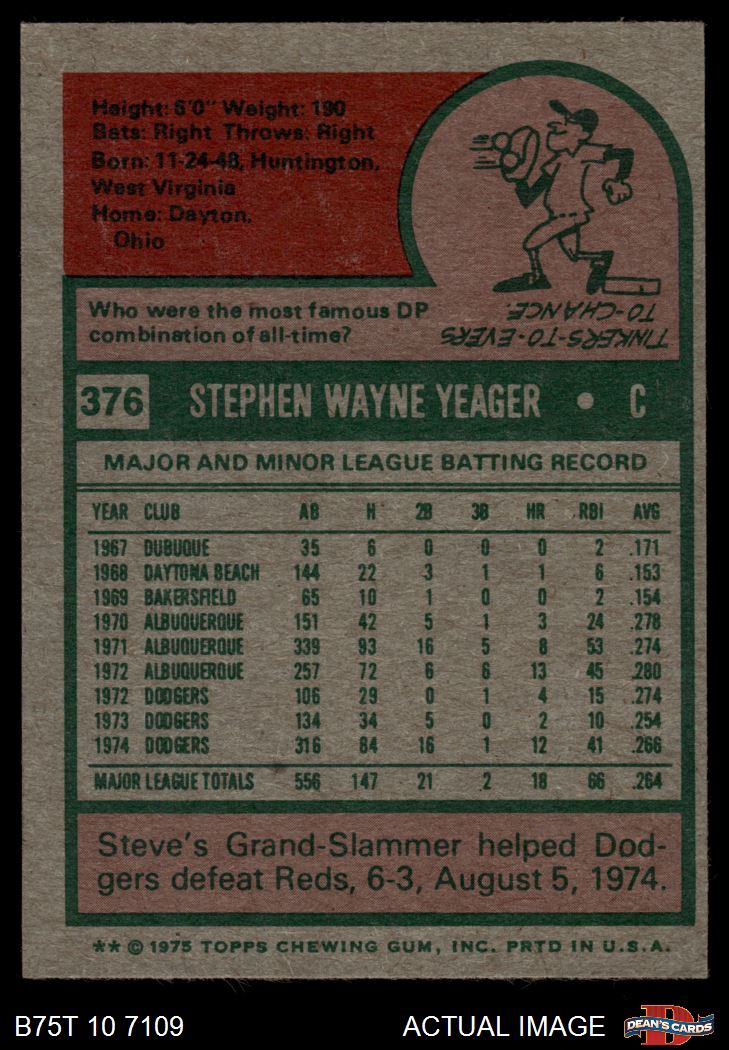 Height: 6'0" Weight: 190
Bats: Right Throws: Right
Born: 11-24-48, Huntington,
West Virginia
Home: Dayton,
Ohio
Who were the most famous DP
combination of all-time?
TINKERS-TO-EVERS
TO-CHANCE.
376 STEPHEN WAYNE YEAGER • C
MAJOR AND MINOR LEAGUE BATTING RECORD
YEAR CLUB AB H 2B 3B HR RBI AVG
1967 DUBUQUE 35 6 0 0 0 2 .171
1968 DAYTONA BEACH 144 22 3 1 1 6 .153
1969 BAKERSFIELD 65 10 1 0 0 2 .154
1970 ALBUQUERQUE 151 42 5 1 3 24 .278
1971 ALBUQUERQUE 339 93 16 5 8 53 .274
1972 ALBUQUERQUE 257 72 6 6 13 45 .280
1972 DODGERS 106 29 0 1 4 15 .274
1973 DODGERS 134 34 5 0 2 10 .254
1974 DODGERS 316 84 16 1 12 41 .266
MAJOR LEAGUE TOTALS 556 147 21 2 18 66 .264
Steve's Grand-Slammer helped Dod-
gers defeat Reds, 6-3, August 5, 1974.
** © 1975 TOPPS CHEWING GUM, INC. PRTD IN U.S.A.
B75T 10 7109 ACTUAL IMAGE DEAN'S CARDS